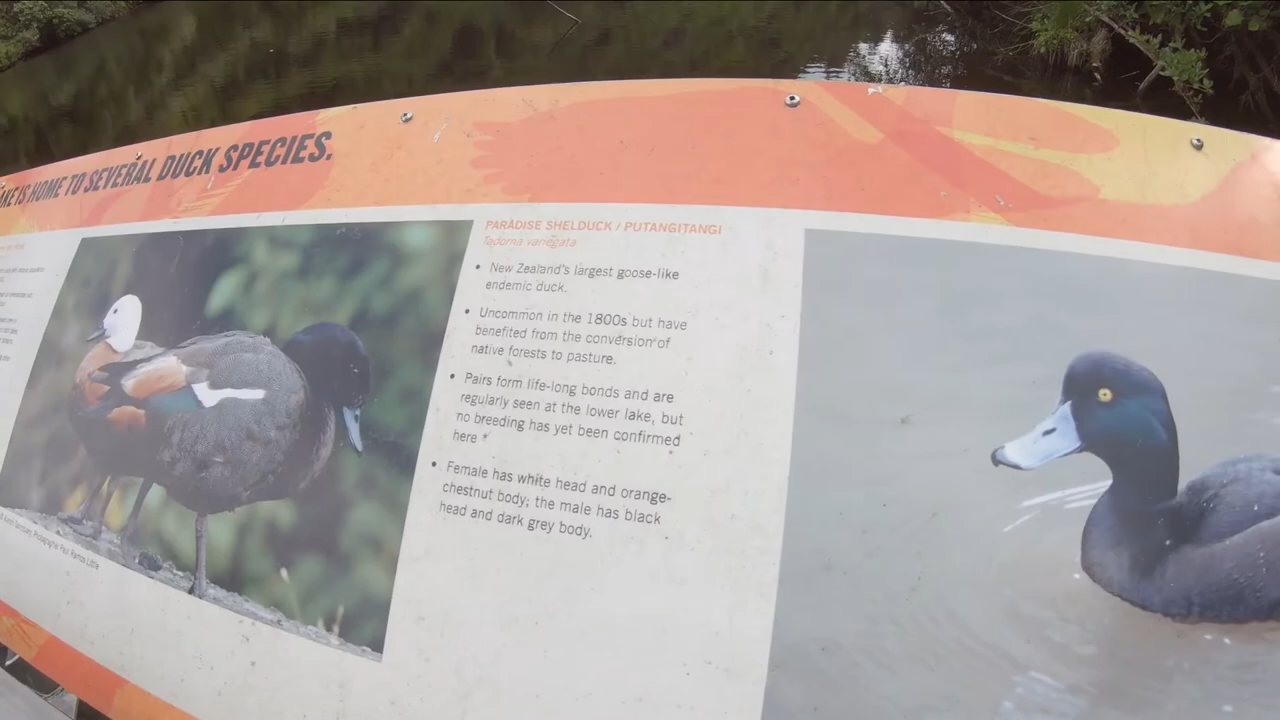 AKE IS HOME TO SEVERAL DUCK SPECIES.
PARADISE SHELDUCK / PUTANGITANGI
Tadorna variegata
• New Zealand's largest goose-like
endemic duck.
• Uncommon in the 1800s but have
benefited from the conversion of
native forests to pasture.
• Pairs form life-long bonds and are
regularly seen at the lower lake, but
no breeding has yet been confirmed
here
• Female has white head and orange-
chestnut body; the male has black
head and dark grey body.